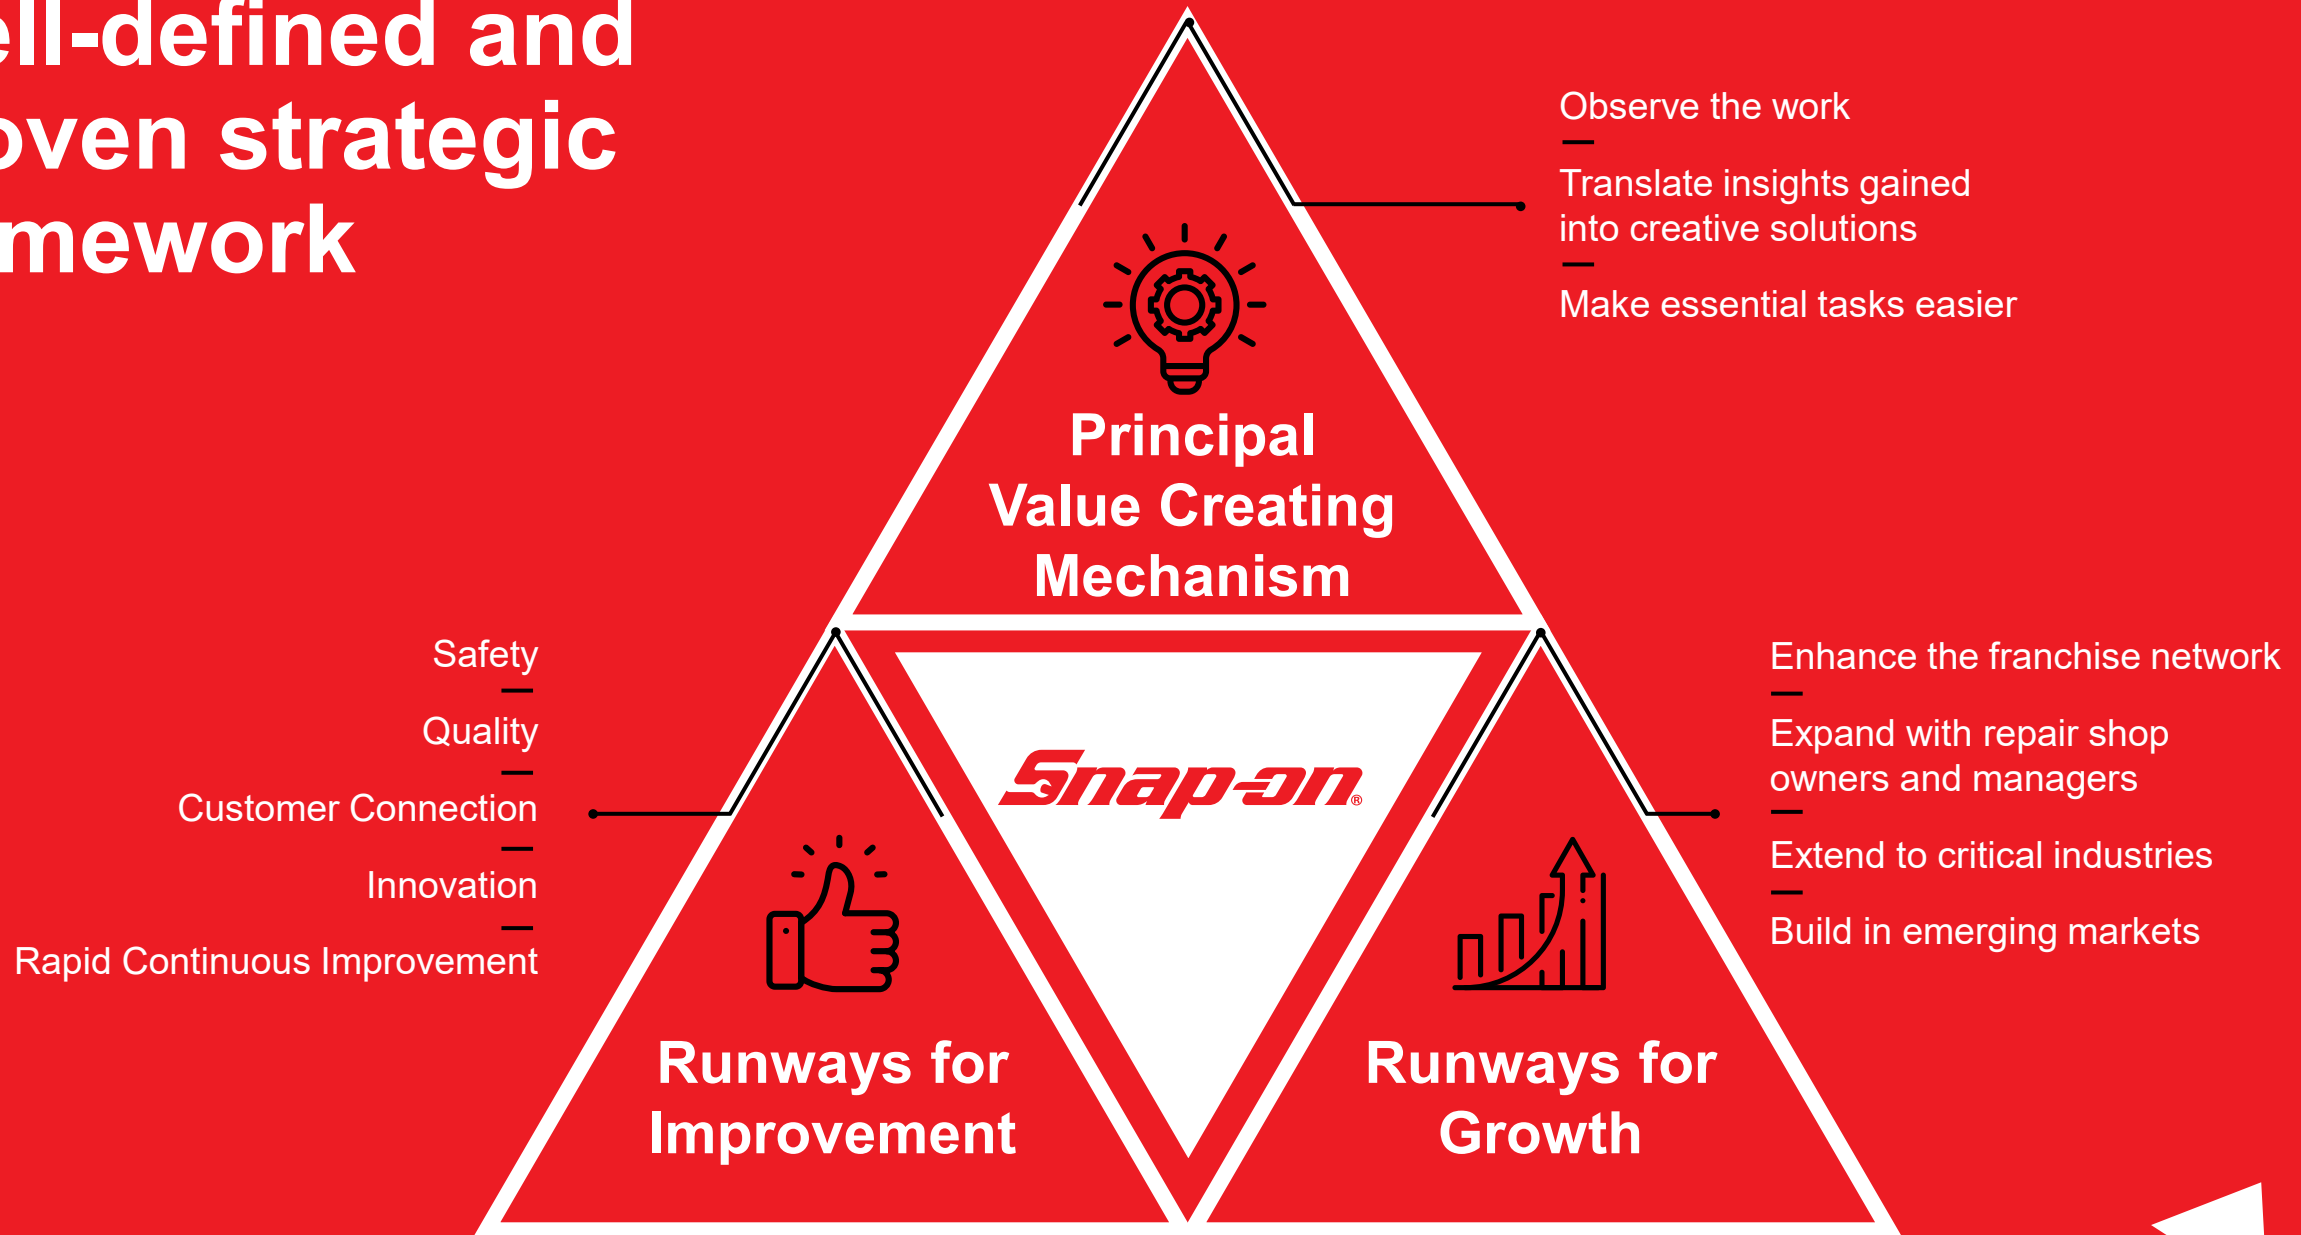 ell-defined and
oven strategic
mework
Observe the work
Translate insights gained
into creative solutions
Make essential tasks easier
Principal
Value Creating
Mechanism
Safety
Quality
Customer Connection
Innovation
Rapid Continuous Improvement
Snap-on®
Enhance the franchise network
Expand with repair shop
owners and managers
Extend to critical industries
Build in emerging markets
Runways for
Improvement
Runways for
Growth